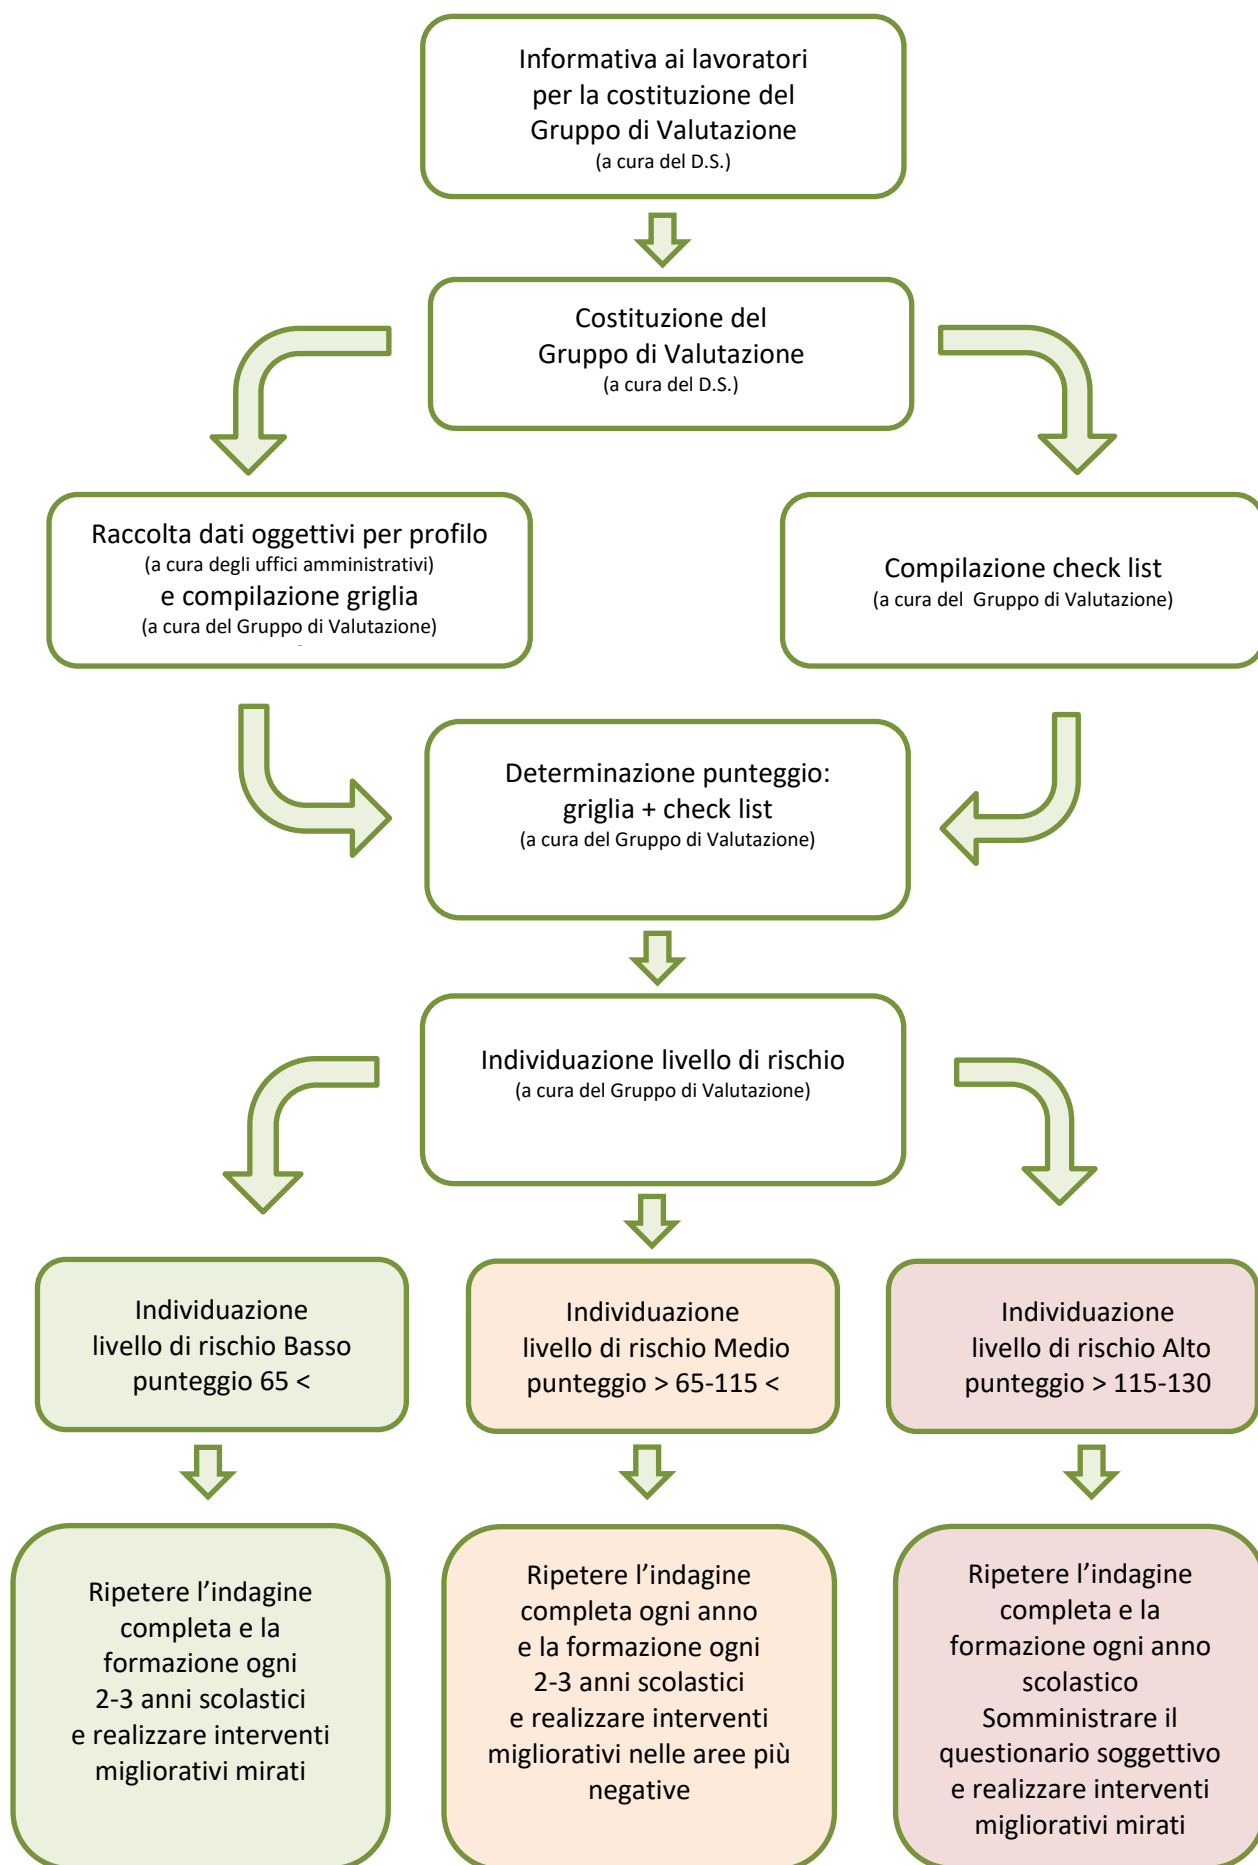 Informativa ai lavoratori
per la costituzione del
Gruppo di Valutazione
(a cura del D.S.)
Costituzione del
Gruppo di Valutazione
(a cura del D.S.)
Raccolta dati oggettivi per profilo
(a cura degli uffici amministrativi)
e compilazione griglia
(a cura del Gruppo di Valutazione)
Compilazione check list
(a cura del Gruppo di Valutazione)
Determinazione punteggio:
griglia + check list
(a cura del Gruppo di Valutazione)
Individuazione livello di rischio
(a cura del Gruppo di Valutazione)
Individuazione
livello di rischio Basso
punteggio 65 <
Individuazione
livello di rischio Medio
punteggio > 65-115 <
Individuazione
livello di rischio Alto
punteggio > 115-130
Ripetere l’indagine
completa e la
formazione ogni
2-3 anni scolastici
e realizzare interventi
migliorativi mirati
Ripetere l’indagine
completa ogni anno
e la formazione ogni
2-3 anni scolastici
e realizzare interventi
migliorativi nelle aree più
negative
Ripetere l’indagine
completa e la
formazione ogni anno
scolastico
Somministrare il
questionario soggettivo
e realizzare interventi
migliorativi mirati